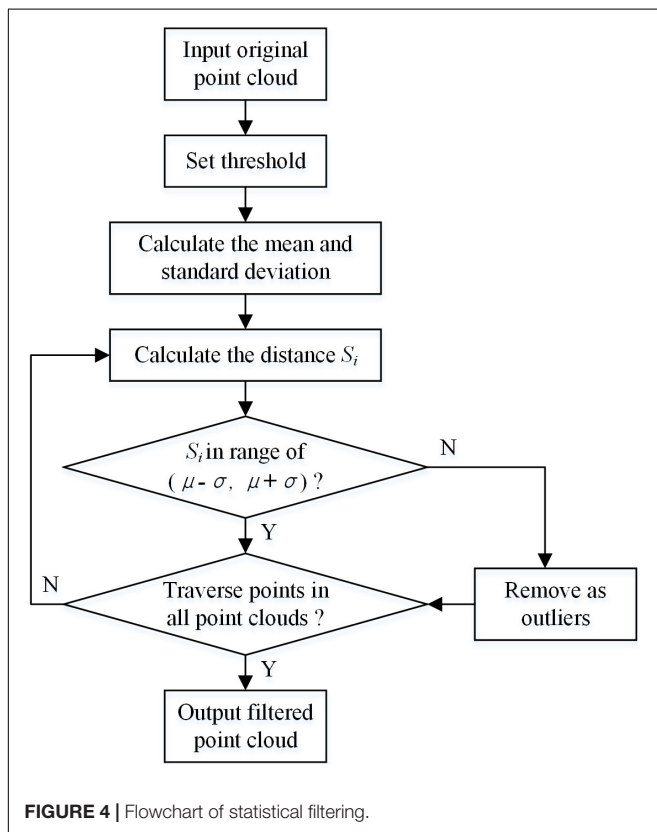 Input original
point cloud
Set threshold
Calculate the mean and
standard deviation
Calculate the distance Si
Si in range of
( μ- σ, μ+ σ) ?
N
Y
Traverse points in
all point clouds ?
N
Remove as
outliers
Y
Output filtered
point cloud
FIGURE 4 | Flowchart of statistical filtering.